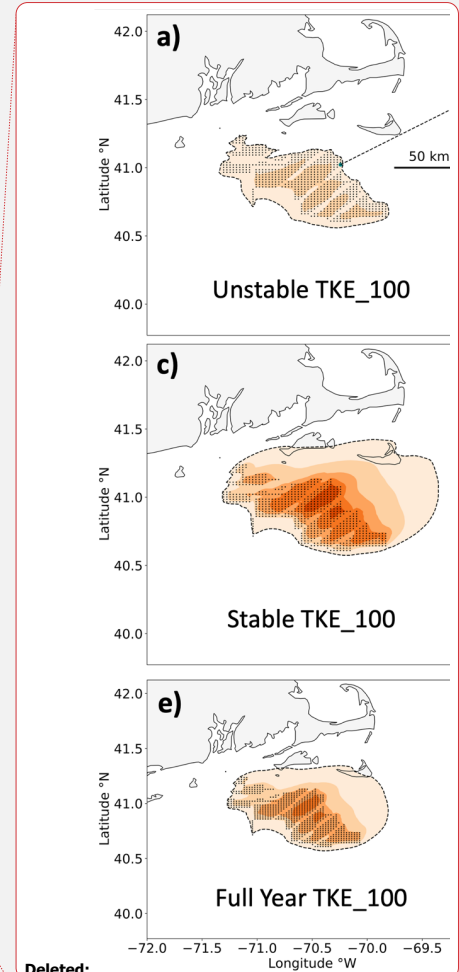 a)
42.0
41.5
41.0
40.5
40.0
Latitude °N
50 km
Unstable TKE_100
c)
42.0
41.5
41.0
40.5
40.0
Latitude °N
Stable TKE_100
e)
42.0
41.5
41.0
40.5
40.0
Latitude °N
Full Year TKE_100
−72.0 −71.5 −71.0 −70.5 −70.0 −69.5
Longitude °W
Deleted: